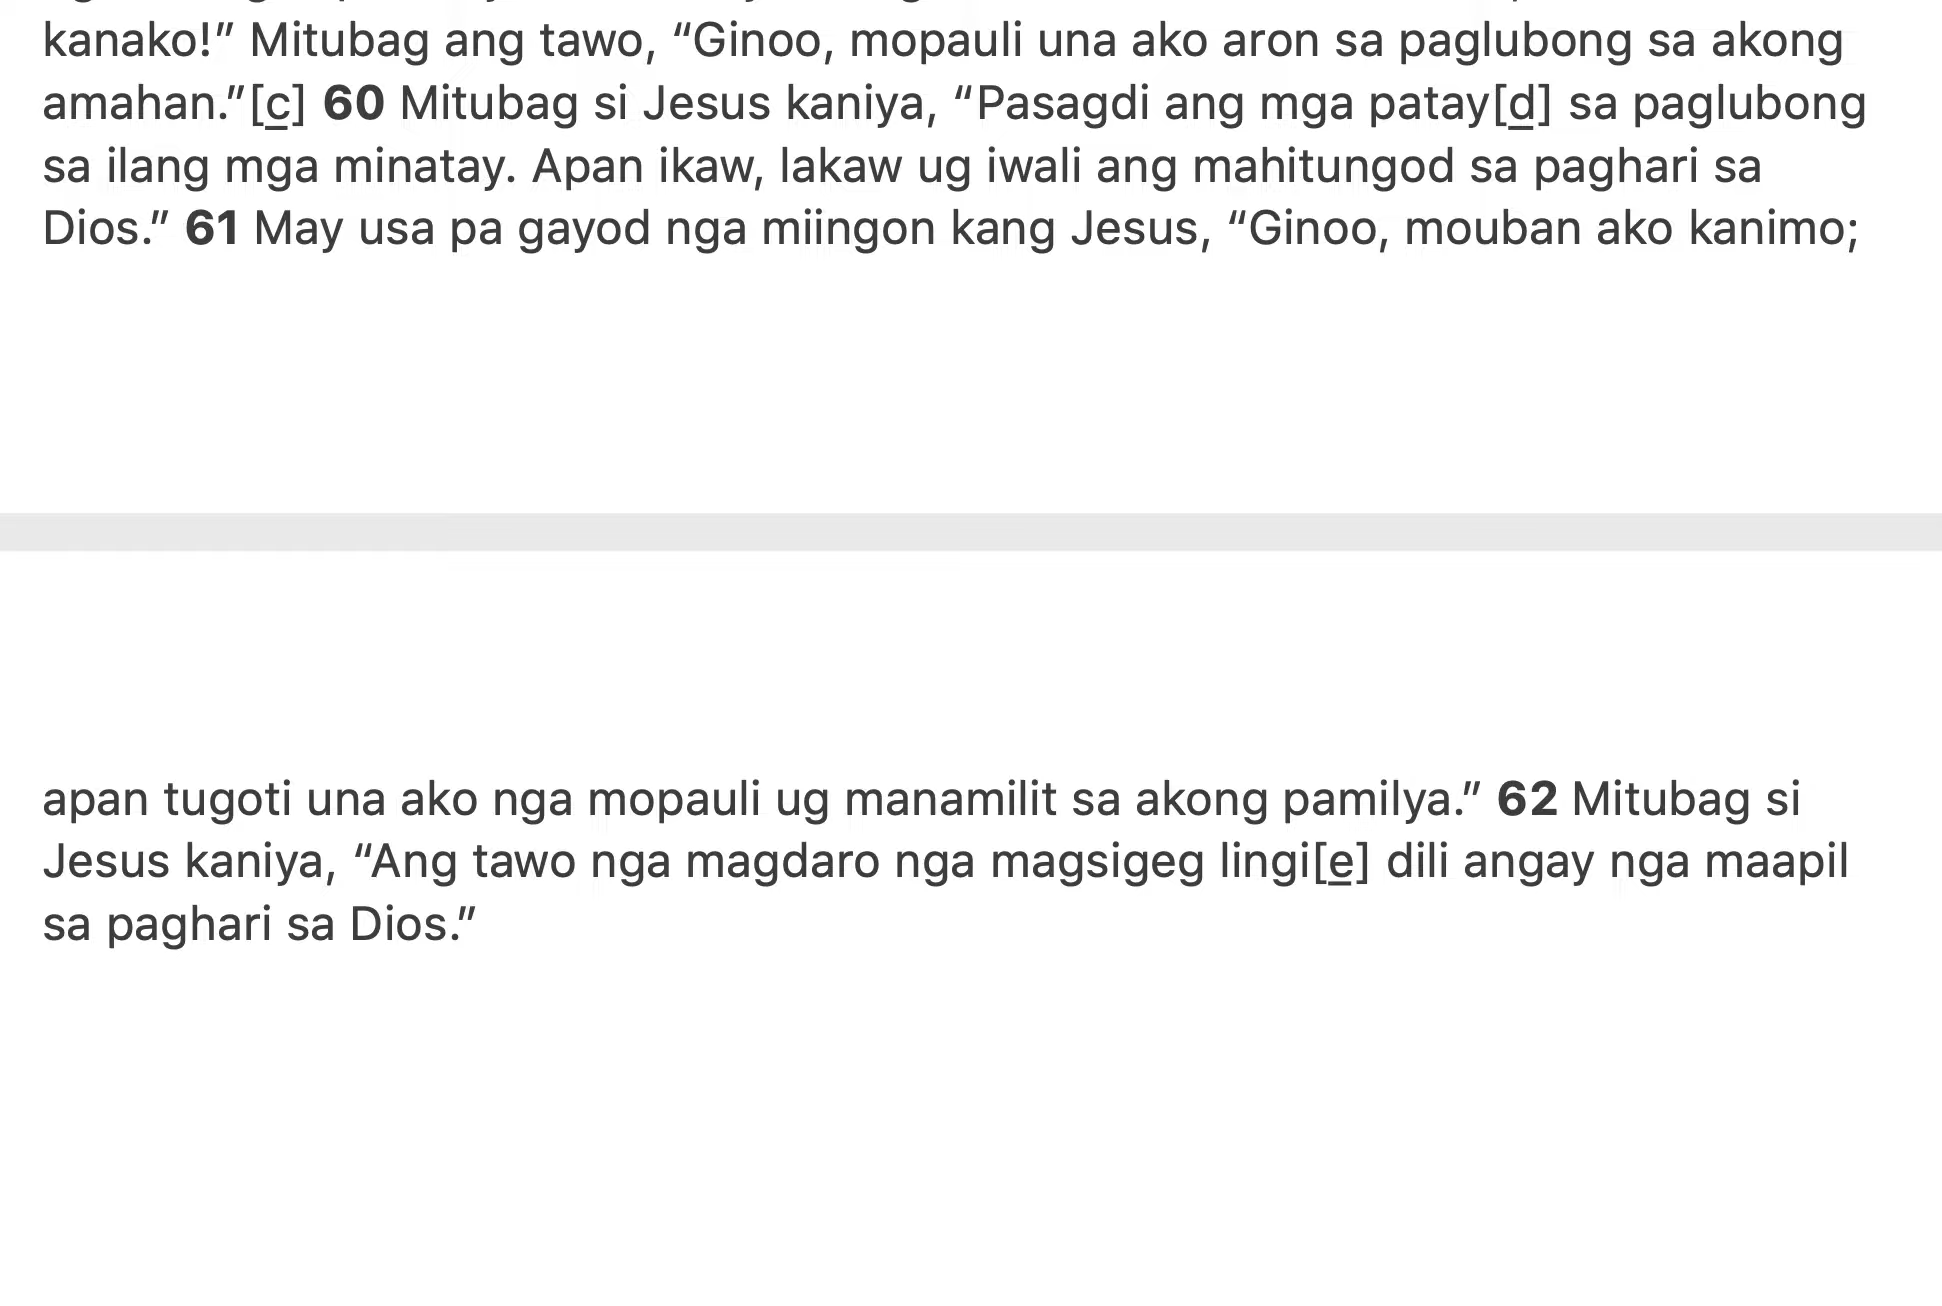 kanako!” Mitubag ang tawo, “Ginoo, mopauli una ako aron sa paglubong sa akong
amahan.”[c] 60 Mitubag si Jesus kaniya, “Pasagdi ang mga patay[d] sa paglubong
sa ilang mga minatay. Apan ikaw, lakaw ug iwali ang mahitungod sa paghari sa
Dios.” 61 May usa pa gayod nga miingon kang Jesus, “Ginoo, mouban ako kanimo;
apan tugoti una ako nga mopauli ug manamilit sa akong pamilya.” 62 Mitubag si
Jesus kaniya, “Ang tawo nga magdaro nga magsigeg lingi[e] dili angay nga maapil
sa paghari sa Dios.”